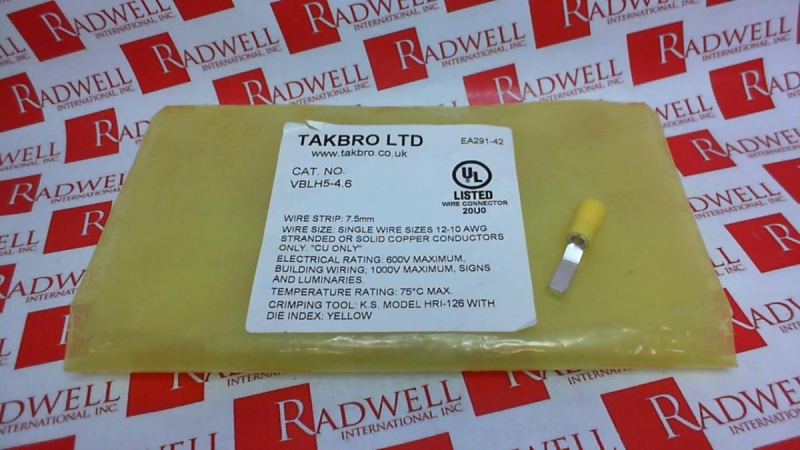 TAKBRO LTD
EA291-42
www.takbro.co.uk
CAT. NO.
VBLH5-4.6
UL
LISTED
WIRE CONNECTOR
20U0
WIRE STRIP: 7.5mm
WIRE SIZE: SINGLE WIRE SIZES 12-10 AWG
STRANDED OR SOLID COPPER CONDUCTORS
ONLY. "CU ONLY"
ELECTRICAL RATING: 600V MAXIMUM,
BUILDING WIRING; 1000V MAXIMUM, SIGNS
AND LUMINARIES.
TEMPERATURE RATING: 75°C MAX.
CRIMPING TOOL: K.S. MODEL HRI-126 WITH
DIE INDEX: YELLOW
RADWELL
INTERNATIONAL, INC.